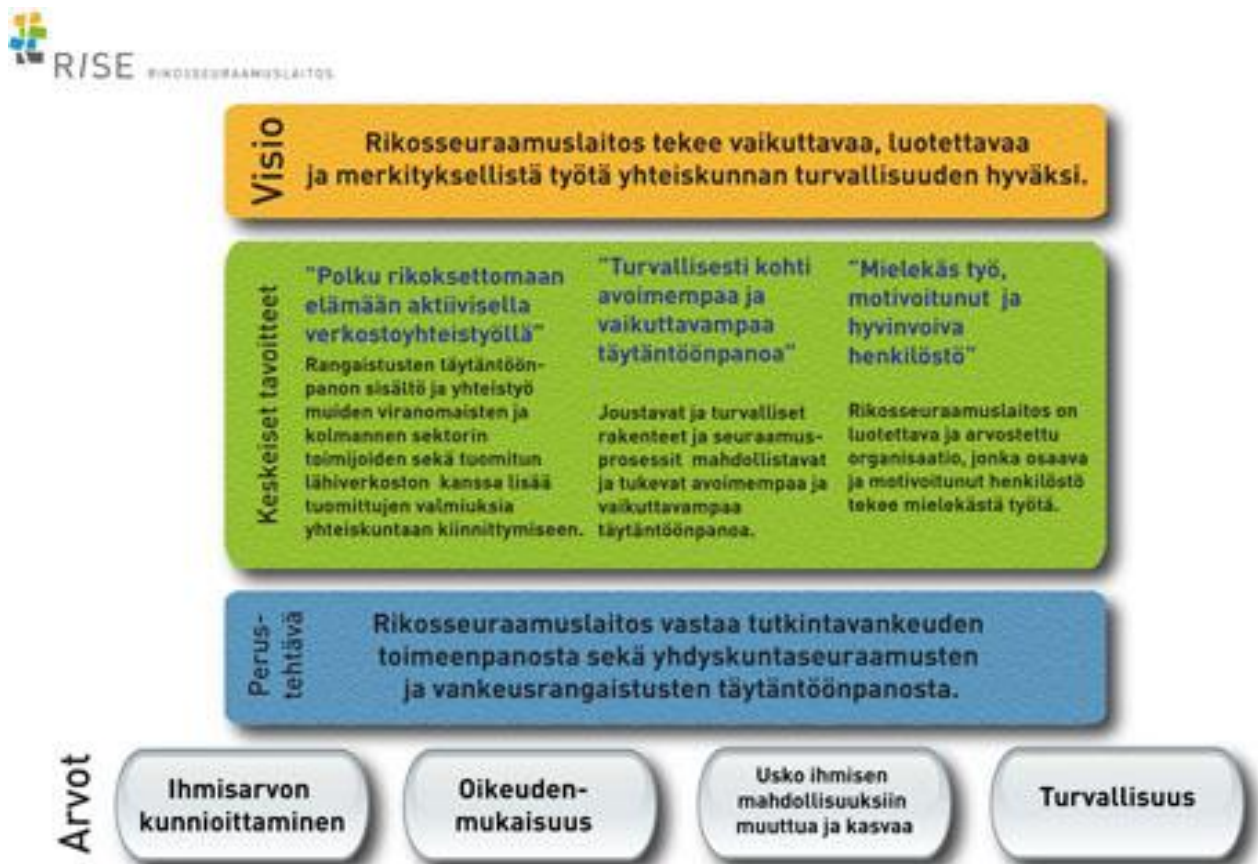 RISE RIKOSSEURAAMUSLAITOS
Visio
Rikosseuraamuslaitos tekee vaikuttavaa, luotettavaa
ja merkityksellistä työtä yhteiskunnan turvallisuuden hyväksi.
Keskeiset tavoitteet
"Polku rikoksettomaan
elämään aktiivisella
verkostoyhteistyöllä"
Rangaistusten täytäntöön-
panon sisältö ja yhteistyö
muiden viranomaisten ja
kolmannen sektorin
toimijoiden sekä tuomitun
lähiverkoston kanssa lisää
tuomittujen valmiuksia
yhteiskuntaan kiinnittymiseen.
"Turvallisesti kohti
avoimempaa ja
vaikuttavampaa
täytäntöönpanoa"
Joustavat ja turvalliset
rakenteet ja seuraamus-
prosessit mahdollistavat
ja tukevat avoimempaa ja
vaikuttavampaa
täytäntöönpanoa.
"Mielekäs työ,
motivoitunut ja
hyvinvoiva
henkilöstö"
Rikosseuraamuslaitos on
luotettava ja arvostettu
organisaatio, jonka osaava
ja motivoitunut henkilöstö
tekee mielekästä työtä.
Perus-
tehtävä
Rikosseuraamuslaitos vastaa tutkintavankeuden
toimeenpanosta sekä yhdyskuntaseuraamusten
ja vankeusrangaistusten täytäntöönpanosta.
Arvot
Ihmisarvon
kunnioittaminen
Oikeuden-
mukaisuus
Usko ihmisen
mahdollisuuksiin
muuttua ja kasvaa
Turvallisuus